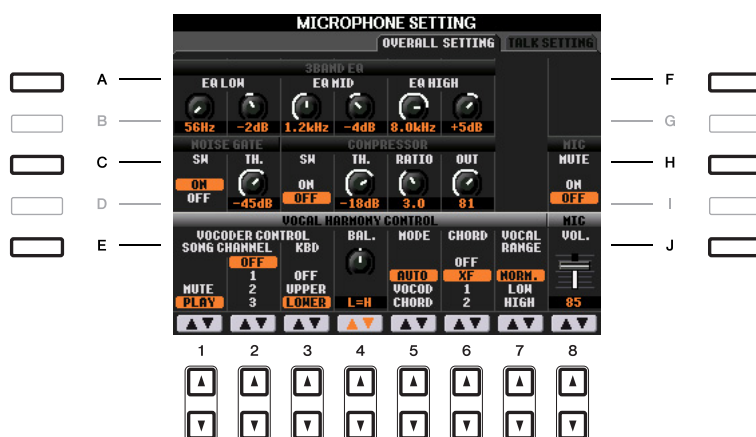 MICROPHONE SETTING
OVERALL SETTING TALK SETTING
3BAND EQ
A EQ LOW EQ MID EQ HIGH F
B 56Hz -2dB 1.2kHz -4dB 8.0kHz +5dB G
NOISE GATE COMPRESSOR MIC
C SW TH. SW TH. RATIO OUT MUTE H
ON ON ON
D OFF -45dB OFF -18dB 3.0 81 OFF I
VOCAL HARMONY CONTROL MIC
E VOCODER CONTROL BAL. MODE CHORD VOCAL RANGE VOL. J
SONG CHANNEL KBD
OFF OFF
1 OFF AUTO XF NORM.
MUTE 2 UPPER VOCOD 1 LOW
PLAY 3 LOWER L=H CHORD 2 HIGH 85
1 2 3 4 5 6 7 8